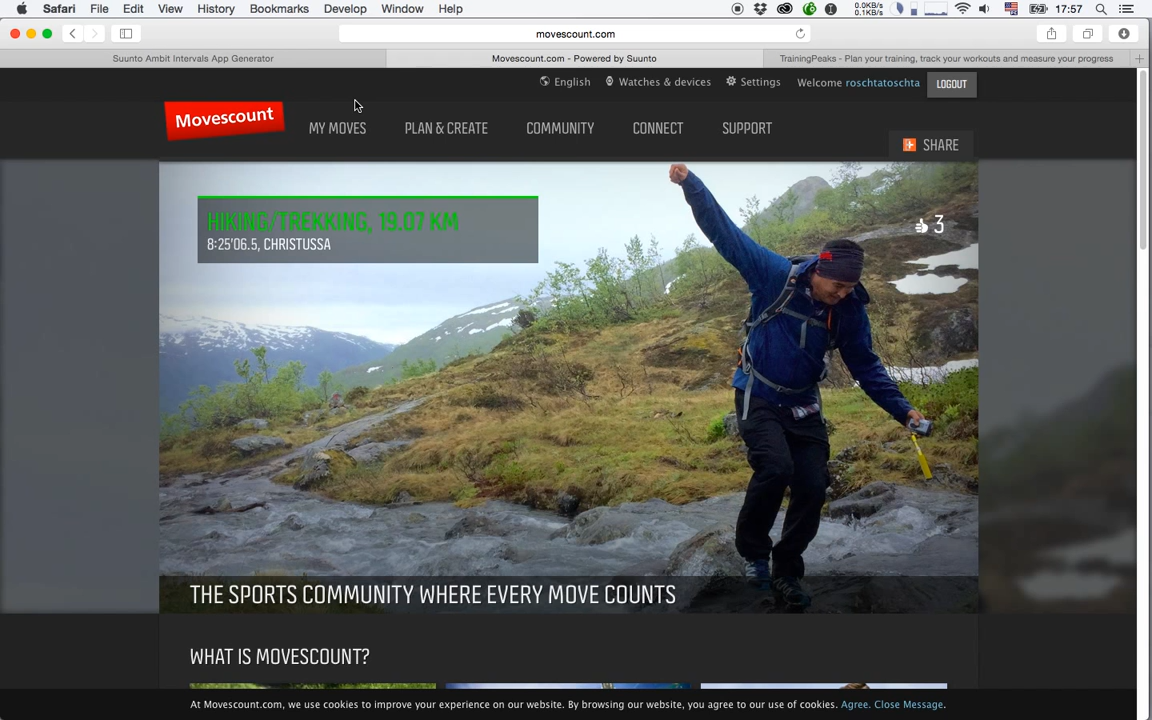 Safari File Edit View History Bookmarks Develop Window Help 0.0KB/s 0.1KB/s 17:57
movescount.com
Suunto Ambit Intervals App Generator Movescount.com - Powered by Suunto TrainingPeaks - Plan your training, track your workouts and measure your progress
English Watches & devices Settings Welcome roschtatoschta LOGOUT
Movescount MY MOVES PLAN & CREATE COMMUNITY CONNECT SUPPORT
SHARE
HIKING/TREKKING, 19.07 KM
8:25'06.5, CHRISTUSSA
3
THE SPORTS COMMUNITY WHERE EVERY MOVE COUNTS
WHAT IS MOVESCOUNT?
At Movescount.com, we use cookies to improve your experience on our website. By browsing our website, you agree to our use of cookies. Agree. Close Message.